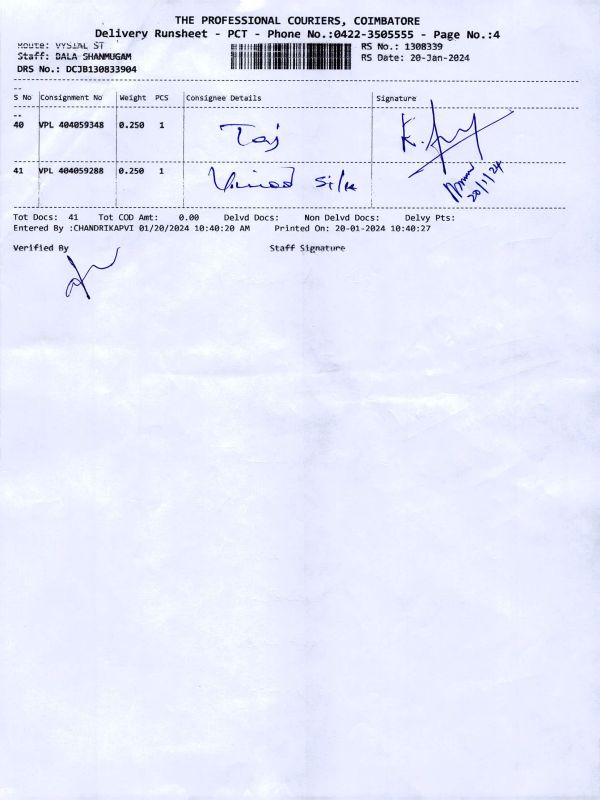 THE PROFESSIONAL COURIERS, COIMBATORE
Delivery Runsheet - PCT - Phone No.:0422-3505555 - Page No.:4
Route: VYSIAL ST RS No.: 1308339
Staff: BALA SHANMUGAM RS Date: 20-Jan-2024
DRS No.: DCJB130833904
S No Consignment No Weight PCS Consignee Details Signature
40 VPL 404059348 0.250 1 Taj
41 VPL 404059288 0.250 1 Vinod Silk
20/1/24
Tot Docs: 41 Tot COD Amt: 0.00 Delvd Docs: Non Delvd Docs: Delvy Pts:
Entered By :CHANDRIKAPVI 01/20/2024 10:40:20 AM Printed On: 20-01-2024 10:40:27
Verified By Staff Signature